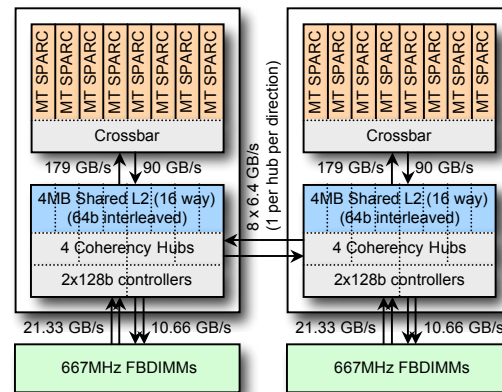 MT SPARC
MT SPARC
MT SPARC
MT SPARC
MT SPARC
MT SPARC
MT SPARC
MT SPARC
Crossbar
179 GB/s
90 GB/s
4MB Shared L2 (16 way)
(64b interleaved)
4 Coherency Hubs
2x128b controllers
21.33 GB/s
10.66 GB/s
667MHz FBDIMMs
8 x 6.4 GB/s
(1 per hub per direction)
MT SPARC
MT SPARC
MT SPARC
MT SPARC
MT SPARC
MT SPARC
MT SPARC
MT SPARC
Crossbar
179 GB/s
90 GB/s
4MB Shared L2 (16 way)
(64b interleaved)
4 Coherency Hubs
2x128b controllers
21.33 GB/s
10.66 GB/s
667MHz FBDIMMs